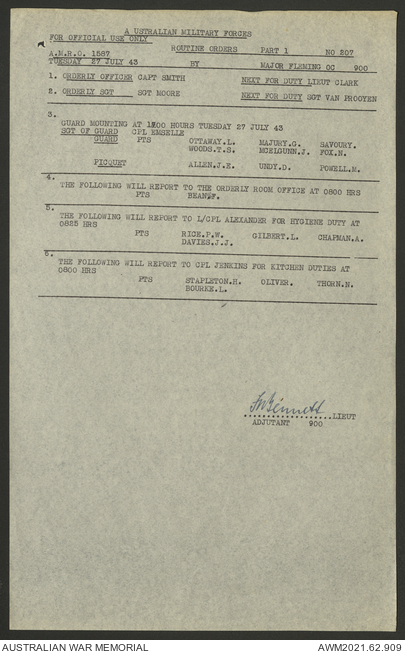 A USTRALIAN MILITARY FORCES
FOR OFFICIAL USE ONLY
A.M.R.O. 1587 ROUTINE ORDERS PART 1 NO 207
TUESDAY 27 JULY 43 BY MAJOR FLEMING OC 900
1. ORDERLY OFFICER CAPT SMITH NEXT FOR DUTY LIEUT CLARK
2. ORDERLY SGT SGT MOORE NEXT FOR DUTY SGT VAN PROOYEN
3.
GUARD MOUNTING AT HOURS TUESDAY 27 JULY 43
SGT OF GUARD CPL EMSELLE
GUARD PTS OTTAWAY.L. MAJURY.G. SAVOURY.
WOODS.T.S. MCELGUNN.J. FOX.N.
PICQUET ALLEN.J.E. UNDY.D. POWELL.M.
4.
THE FOLLOWING WILL REPORT TO THE ORDERLY ROOM OFFICE AT 0800 HRS
PTS
5.
THE FOLLOWING WILL REPORT TO L/CPL ALEXANDER FOR HYGIENE DUTY AT
0825 HRS
PTS RICE.P.W. GILBERT.L. CHAPMAN.A.
DAVIES.J.J.
6.
THE FOLLOWING WILL REPORT TO CPL JENKINS FOR KITCHEN DUTIES AT
0800 HRS
PTS STAPLETON.H. OLIVER. THORN.N.
BOURKE.L.
Bennett
LIEUT
ADJUTANT 900
AUSTRALIAN WAR MEMORIAL AWM2021.62.909